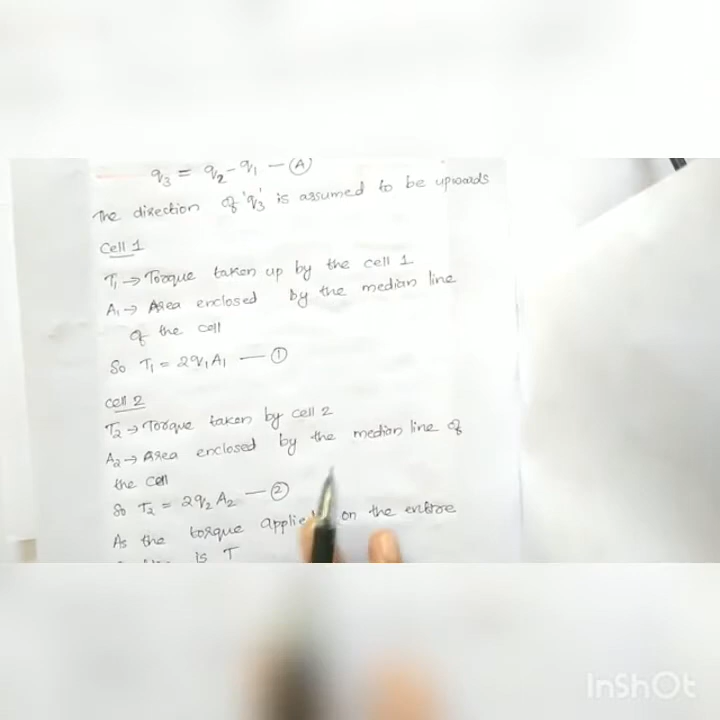 q3 = q2 - q1 — (A)
The direction of 'q3' is assumed to be upwards
Cell 1
T1 → Torque taken up by the cell 1
A1 → Area enclosed by the median line
of the cell
So T1 = 2q1A1 — (1)
Cell 2
T2 → Torque taken by cell 2
A2 → Area enclosed by the median line of
the cell
So T2 = 2q2A2 — (2)
As the torque applied on the entire
is T
InShOt